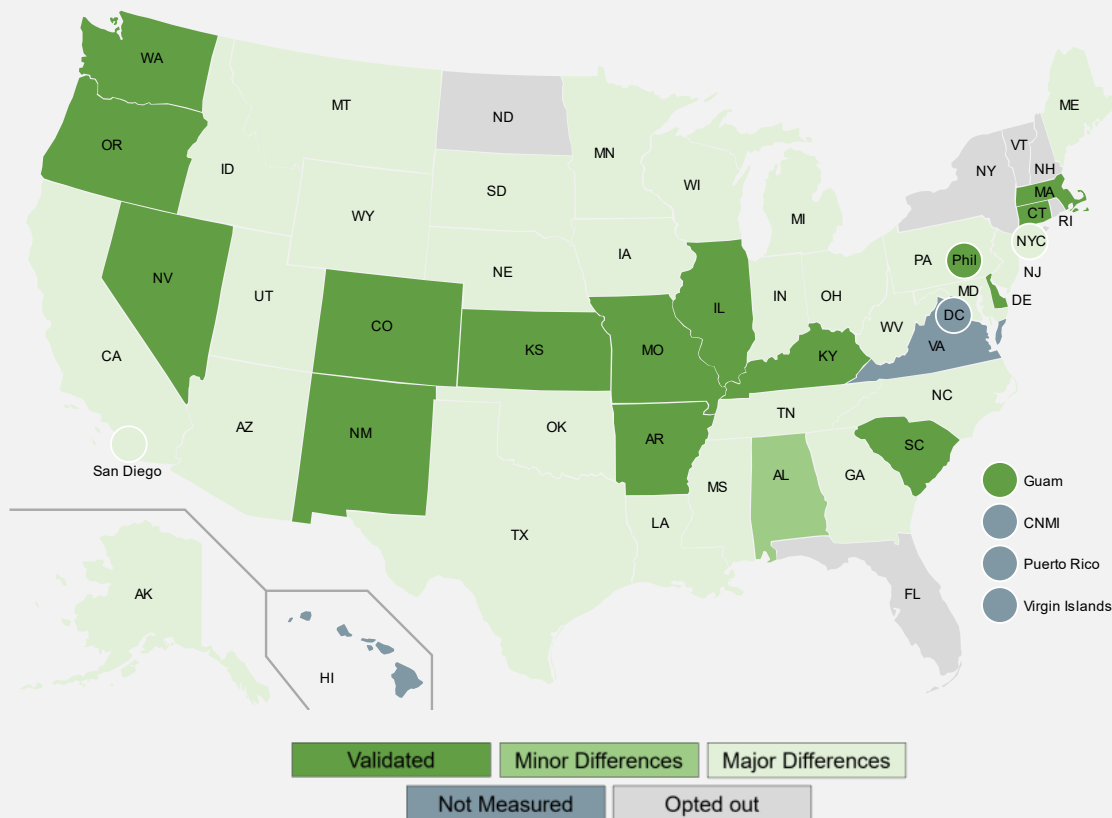 WA
MT
ND
ME
OR
ID
MN
VT
NH
NY
SD
WI
MA
WY
MI
CT
RI
NYC
IA
PA
Phil
NE
NJ
NV
UT
IN
OH
MD
DE
IL
DC
CO
WV
KS
MO
KY
VA
CA
NC
TN
AZ
NM
OK
AR
SC
San Diego
MS
AL
GA
Guam
LA
TX
CNMI
Puerto Rico
AK
FL
Virgin Islands
HI
Validated
Minor Differences
Major Differences
Not Measured
Opted out